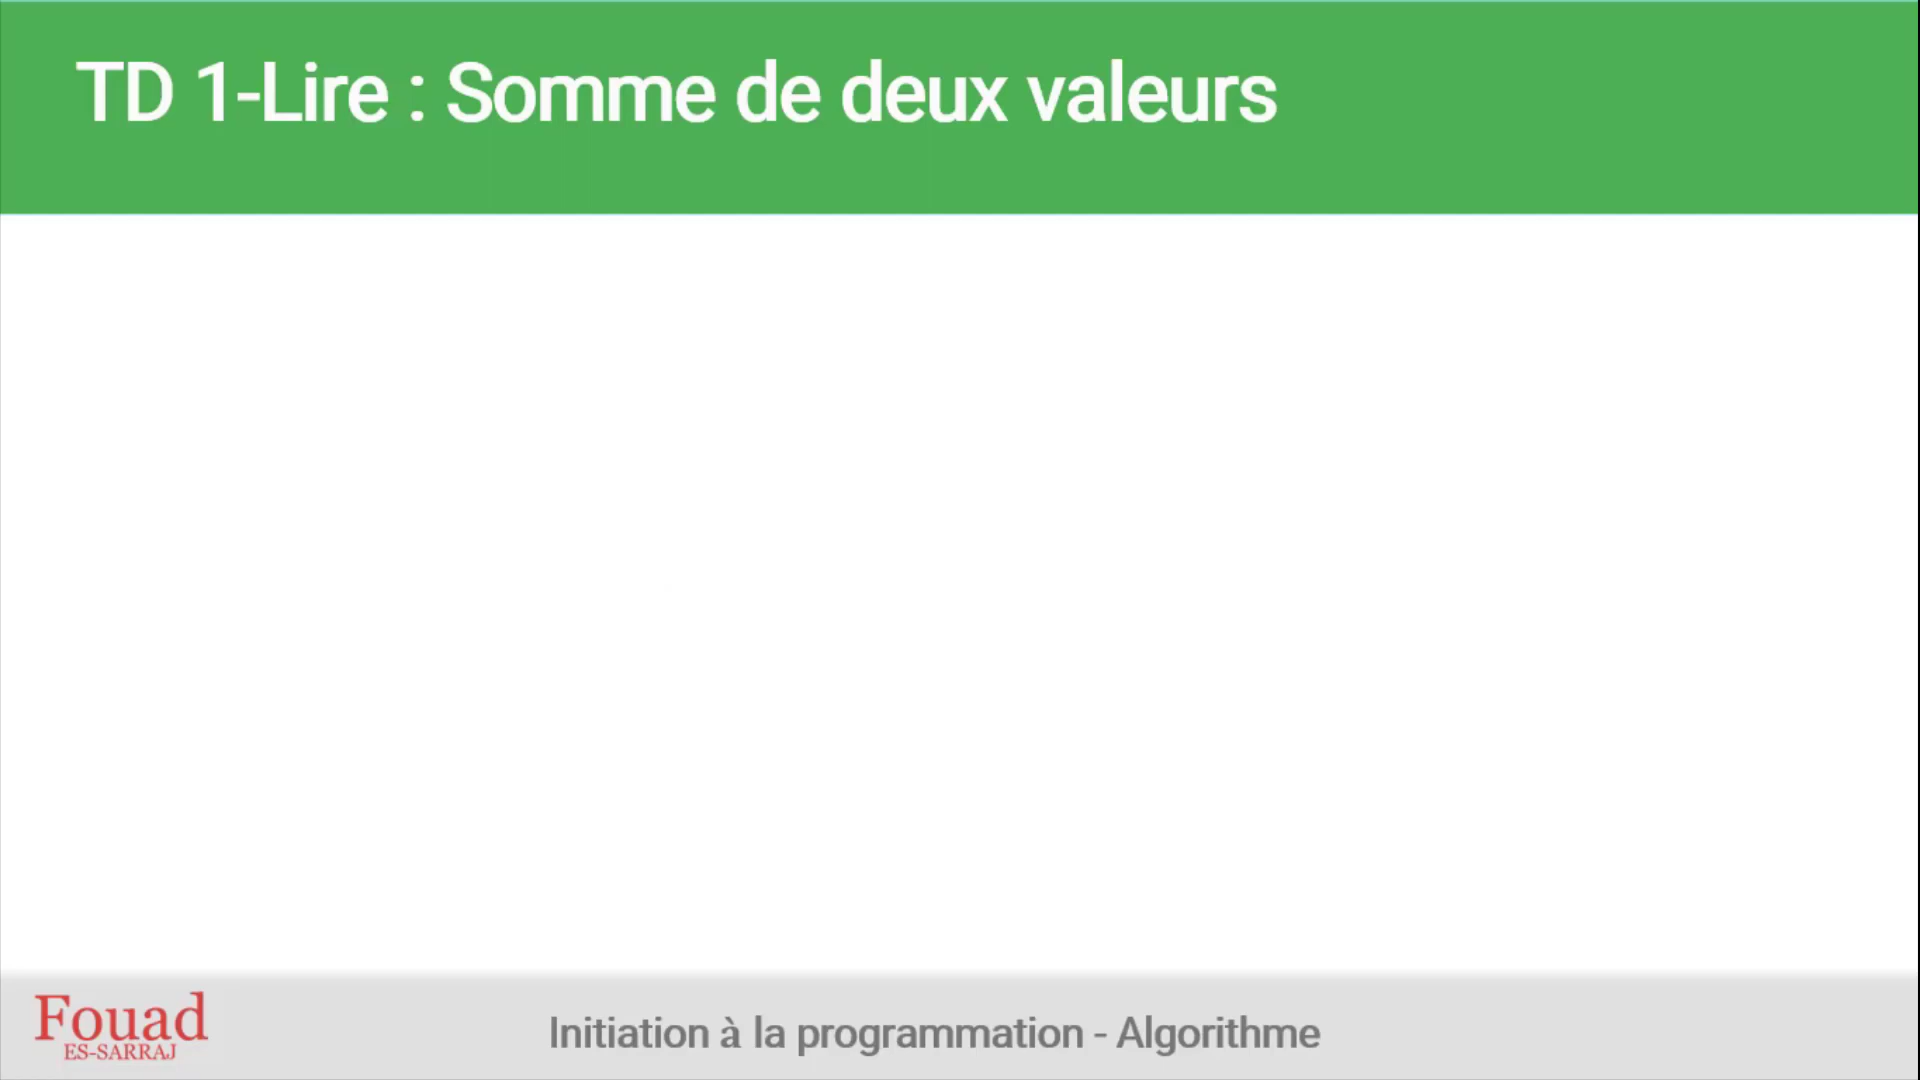 TD 1-Lire : Somme de deux valeurs
Fouad
ES-SARRAJ
Initiation à la programmation - Algorithme